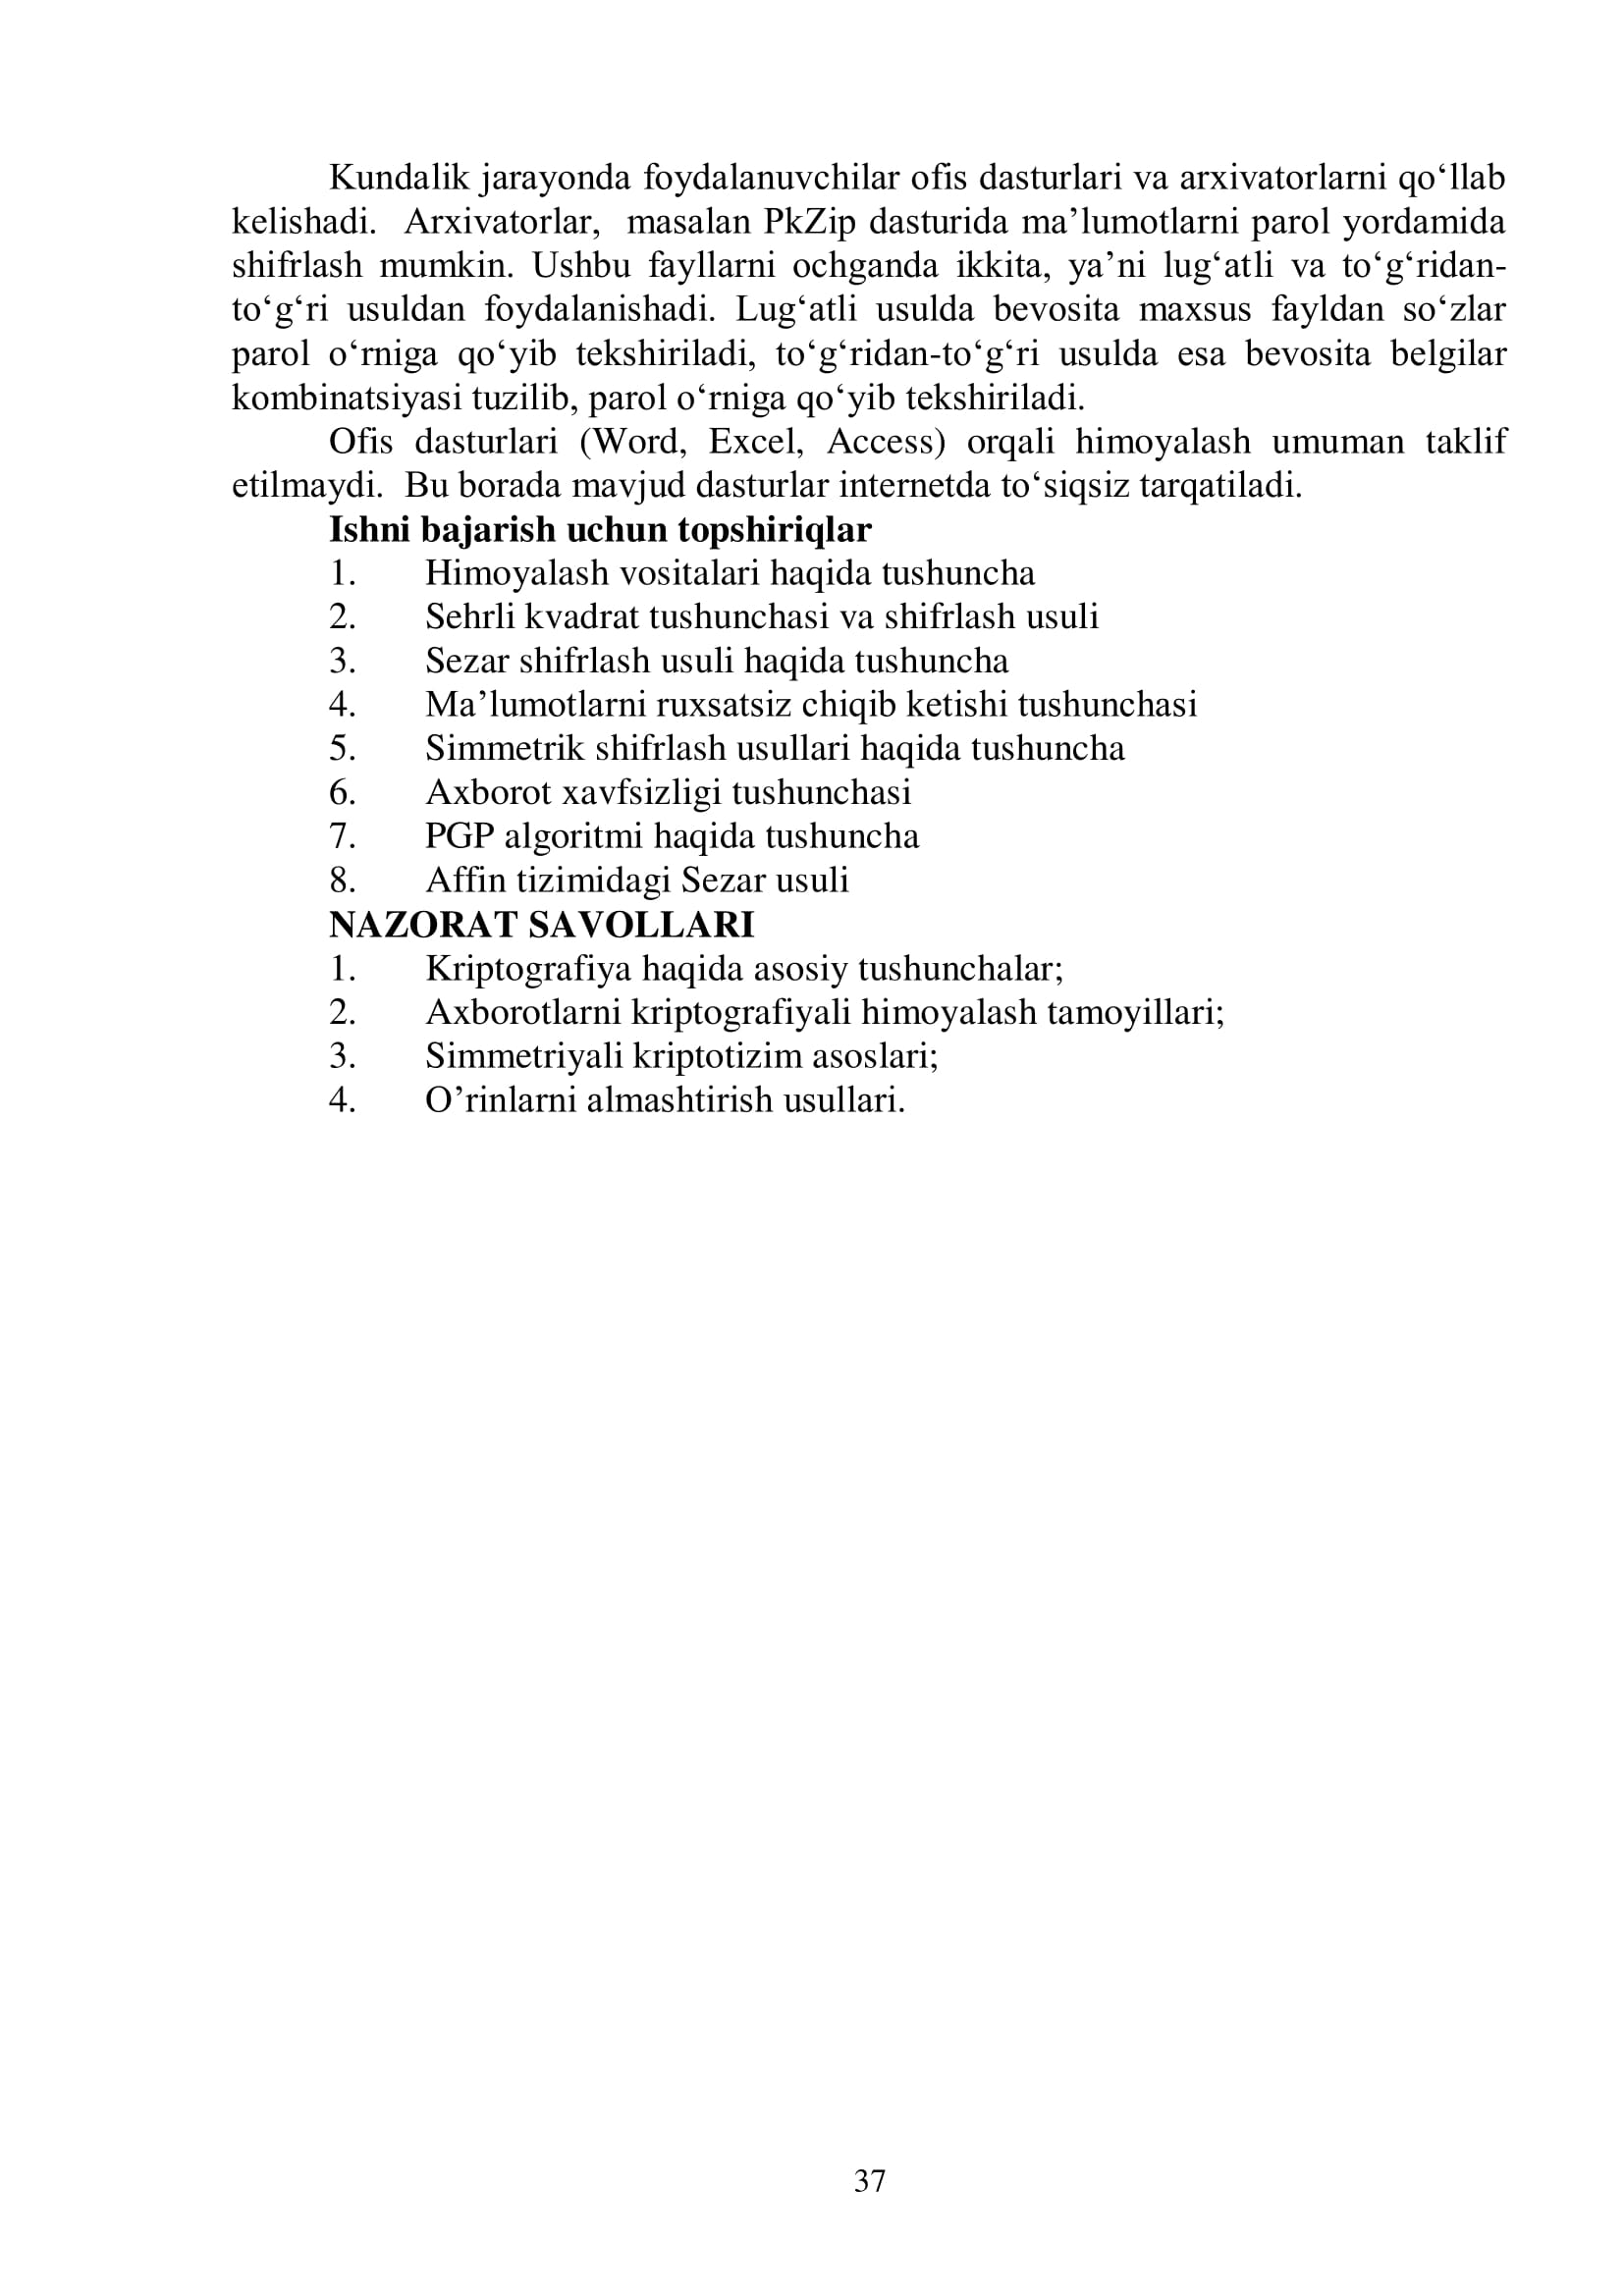 Kundalik jarayonda foydalanuvchilar ofis dasturlari va arxivatorlarni qo‘llab
kelishadi.  Arxivatorlar,  masalan PkZip dasturida ma’lumotlarni parol yordamida
shifrlash mumkin. Ushbu fayllarni ochganda ikkita, ya’ni lug‘atli va to‘g‘ridan-
to‘g‘ri usuldan foydalanishadi. Lug‘atli usulda bevosita maxsus fayldan so‘zlar
parol o‘rniga qo‘yib tekshiriladi, to‘g‘ridan-to‘g‘ri usulda esa bevosita belgilar
kombinatsiyasi tuzilib, parol o‘rniga qo‘yib tekshiriladi.
Ofis dasturlari (Word, Excel, Access) orqali himoyalash umuman taklif
etilmaydi.  Bu borada mavjud dasturlar internetda to‘siqsiz tarqatiladi.
Ishni bajarish uchun topshiriqlar
1. Himoyalash vositalari haqida tushuncha
2. Sehrli kvadrat tushunchasi va shifrlash usuli
3. Sezar shifrlash usuli haqida tushuncha
4. Ma’lumotlarni ruxsatsiz chiqib ketishi tushunchasi
5. Simmetrik shifrlash usullari haqida tushuncha
6. Axborot xavfsizligi tushunchasi
7. PGP algoritmi haqida tushuncha
8. Affin tizimidagi Sezar usuli
NAZORAT SAVOLLARI
1. Kriptografiya haqida asosiy tushunchalar;
2. Axborotlarni kriptografiyali himoyalash tamoyillari;
3. Simmetriyali kriptotizim asoslari;
4. O’rinlarni almashtirish usullari.
37